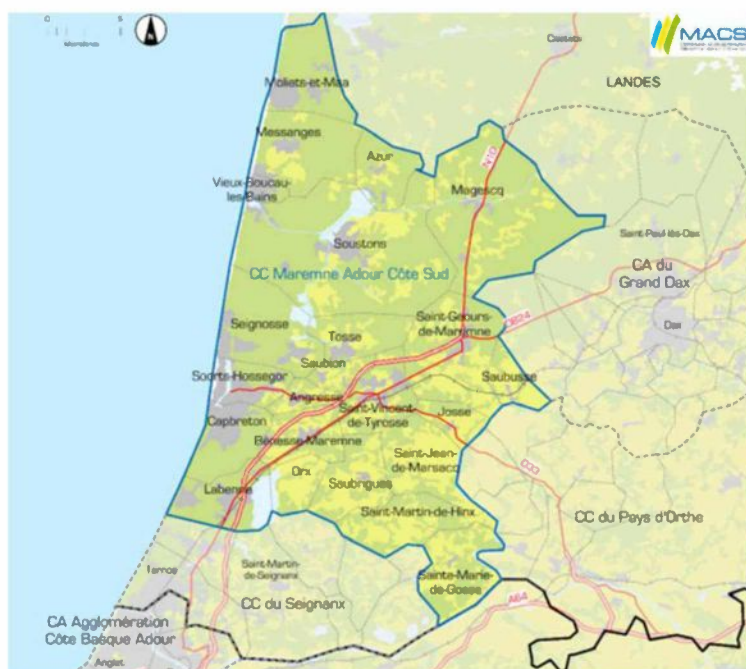 0 5
kilomètres
N
MACS
Castets
LANDES
Moliets-et-Maa
Messanges
Azur
N10
Magescq
Vieux-Boucau-
les-Bains
Soustons
Saint-Paul-lès-Dax
CC Maremne Adour Côte Sud
CA du
Grand Dax
Seignosse
Saint-Geours-
de-Maremne
D824
Dax
Tosse
Saubion
Soorts-Hossegor
Saubusse
Angresse
Saint-Vincent-
de-Tyrosse
Josse
Capbreton
Bénesse-Maremne
Saint-Jean-
de-Marsacq
Orx
Saubrigues
D33
Labenne
Saint-Martin-de-Hinx
CC du Pays d'Orthe
Tarnos
Saint-Martin-
de-Seignanx
Sainte-Marie-
de-Gosse
CC du Seignanx
A64
CA Agglomération
Côte Basque Adour
Anglet